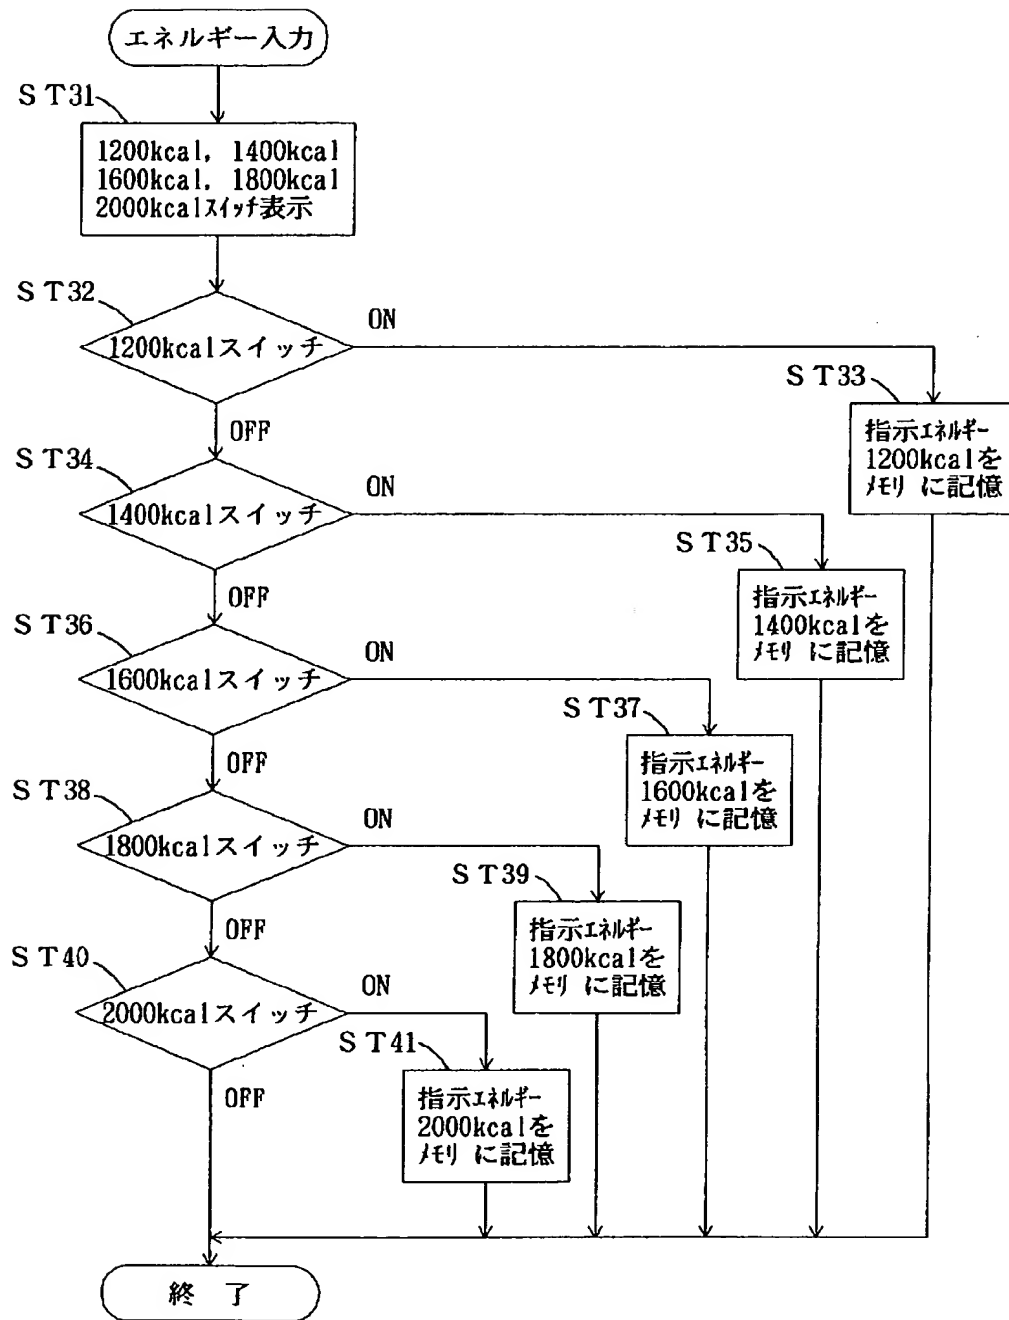 エネルギー入力
ST31
1200kcal, 1400kcal
1600kcal, 1800kcal
2000kcalｽｲｯﾁ表示
ST32
1200kcalスイッチ
ON
OFF
ST33
指示ｴﾈﾙｷﾞｰ
1200kcalを
ﾒﾓﾘ に記憶
ST34
1400kcalスイッチ
ON
OFF
ST35
指示ｴﾈﾙｷﾞｰ
1400kcalを
ﾒﾓﾘ に記憶
ST36
1600kcalスイッチ
ON
OFF
ST37
指示ｴﾈﾙｷﾞｰ
1600kcalを
ﾒﾓﾘ に記憶
ST38
1800kcalスイッチ
ON
OFF
ST39
指示ｴﾈﾙｷﾞｰ
1800kcalを
ﾒﾓﾘ に記憶
ST40
2000kcalスイッチ
ON
OFF
ST41
指示ｴﾈﾙｷﾞｰ
2000kcalを
ﾒﾓﾘ に記憶
終 了